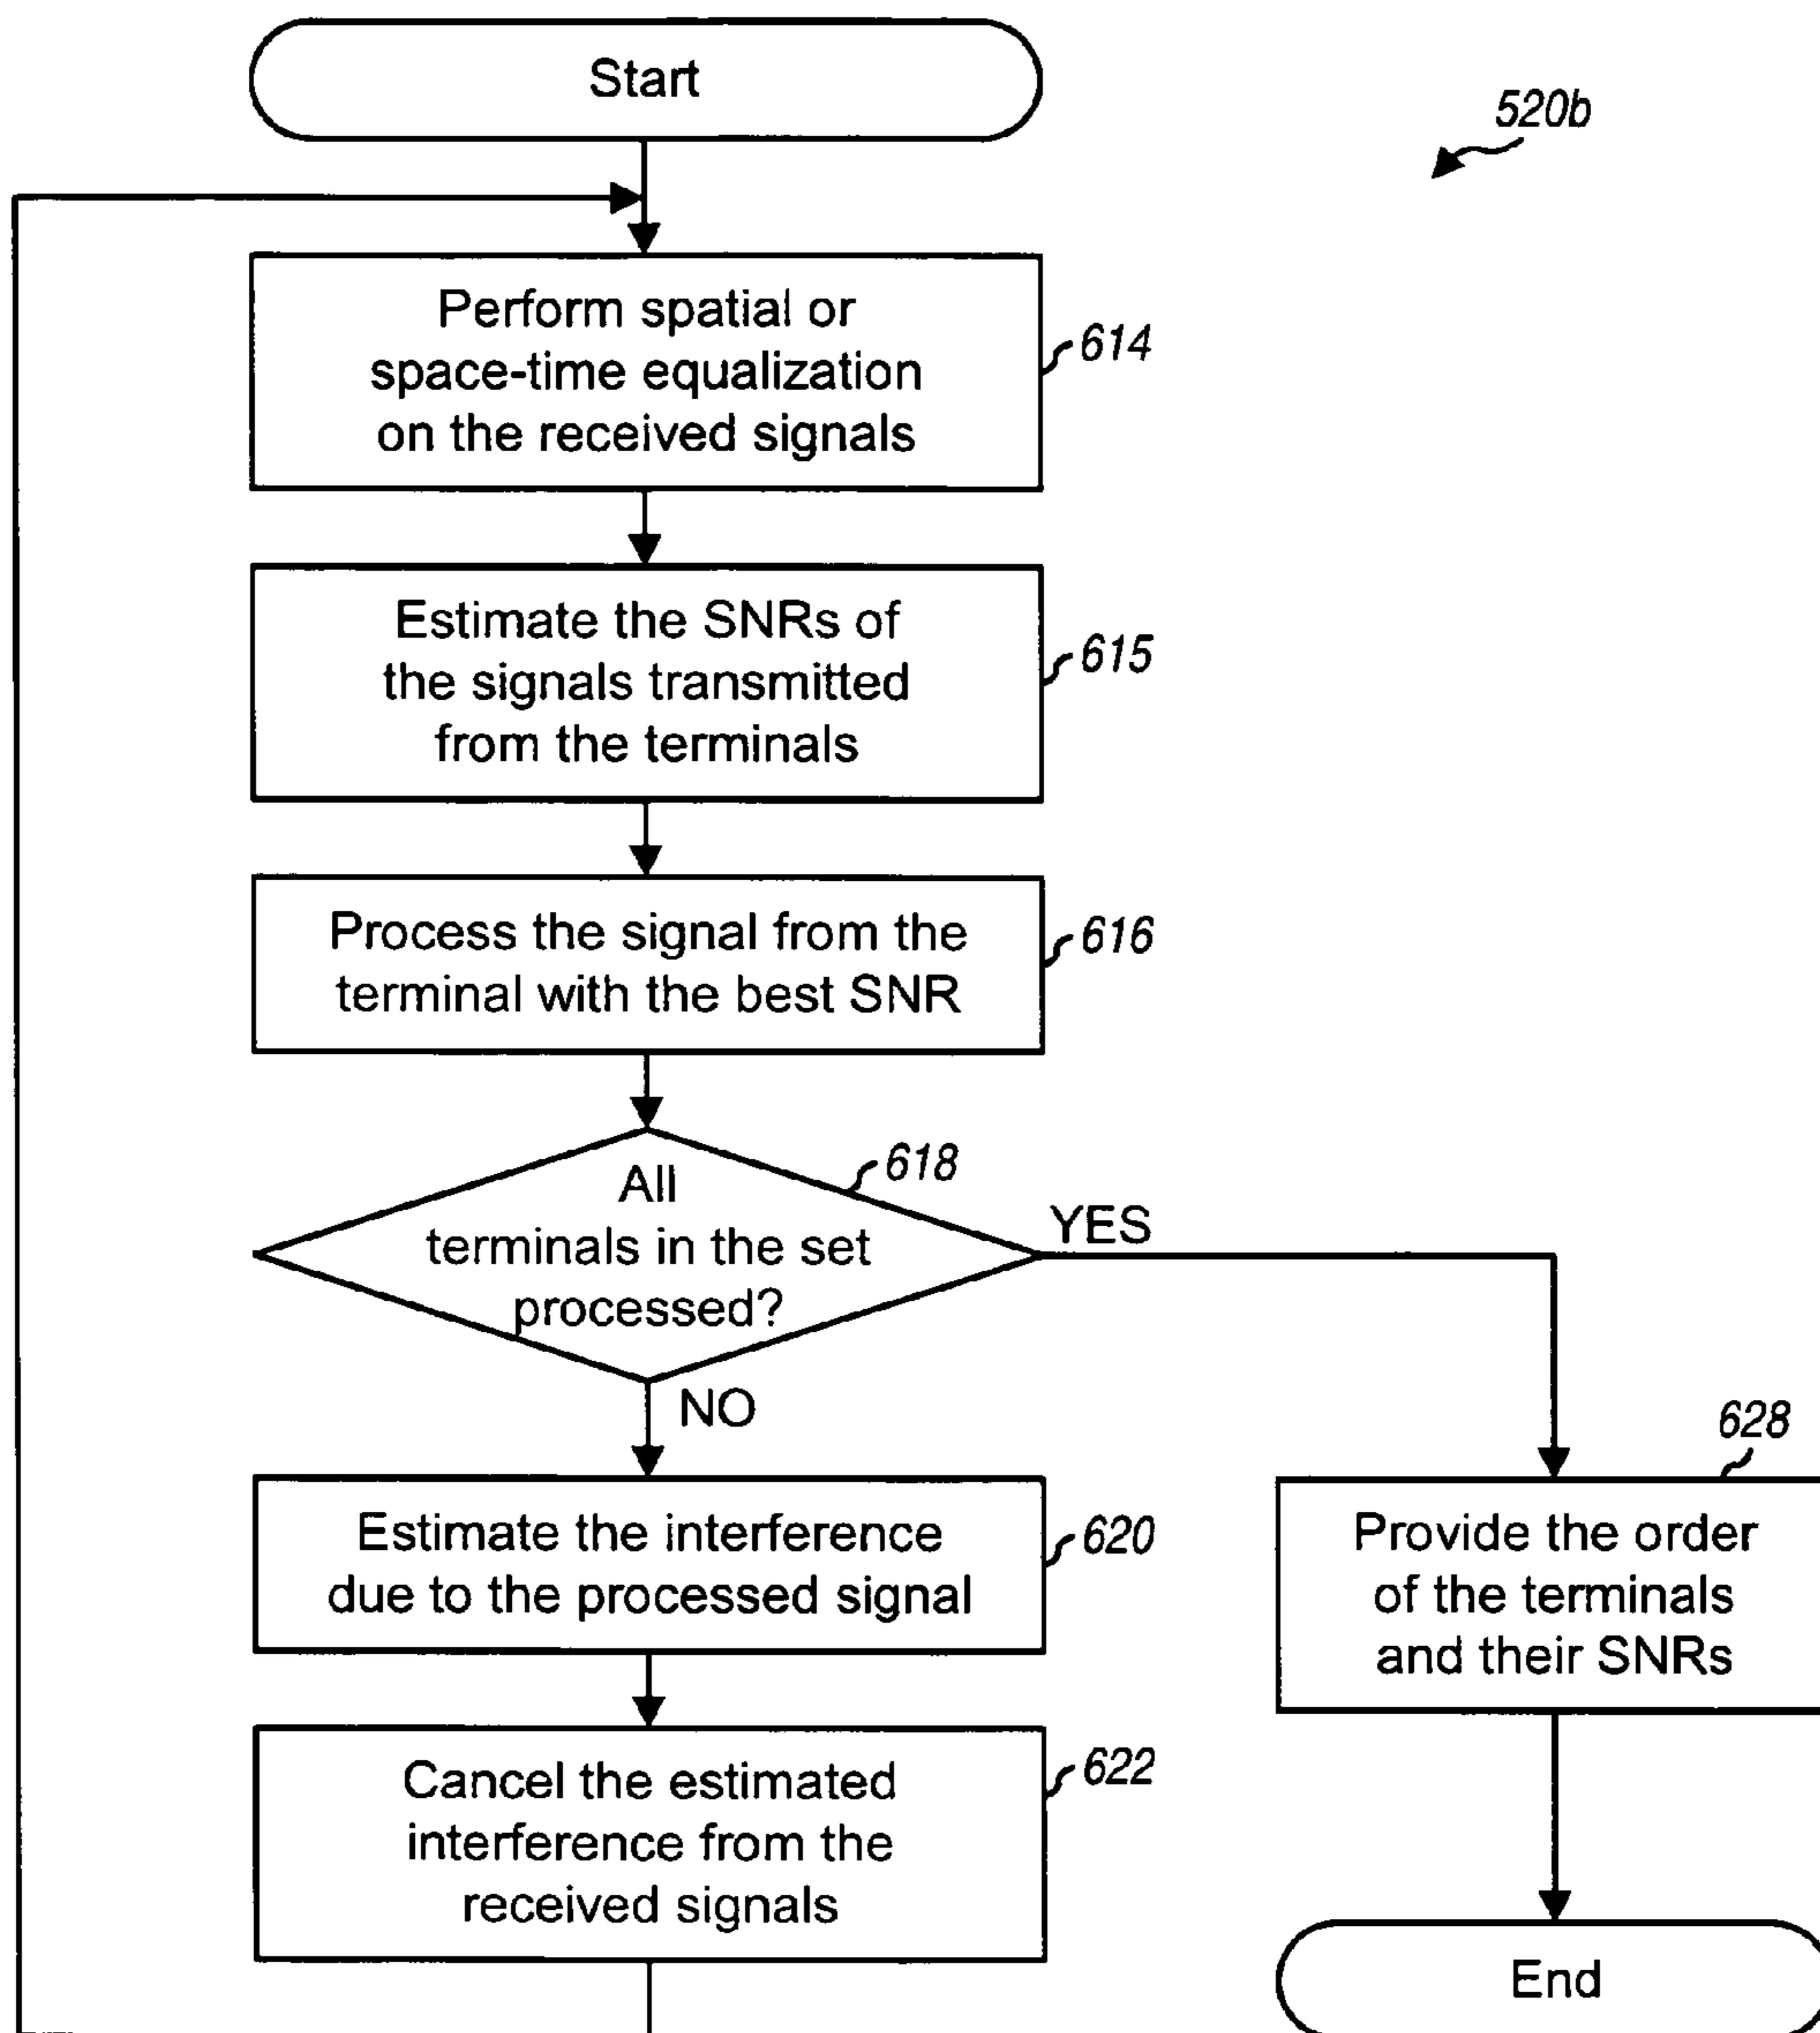 Start
520b
Perform spatial or
space-time equalization
on the received signals
614
Estimate the SNRs of
the signals transmitted
from the terminals
615
Process the signal from the
terminal with the best SNR
616
All
terminals in the set
processed?
618
YES
NO
Estimate the interference
due to the processed signal
620
628
Provide the order
of the terminals
and their SNRs
Cancel the estimated
interference from the
received signals
622
End